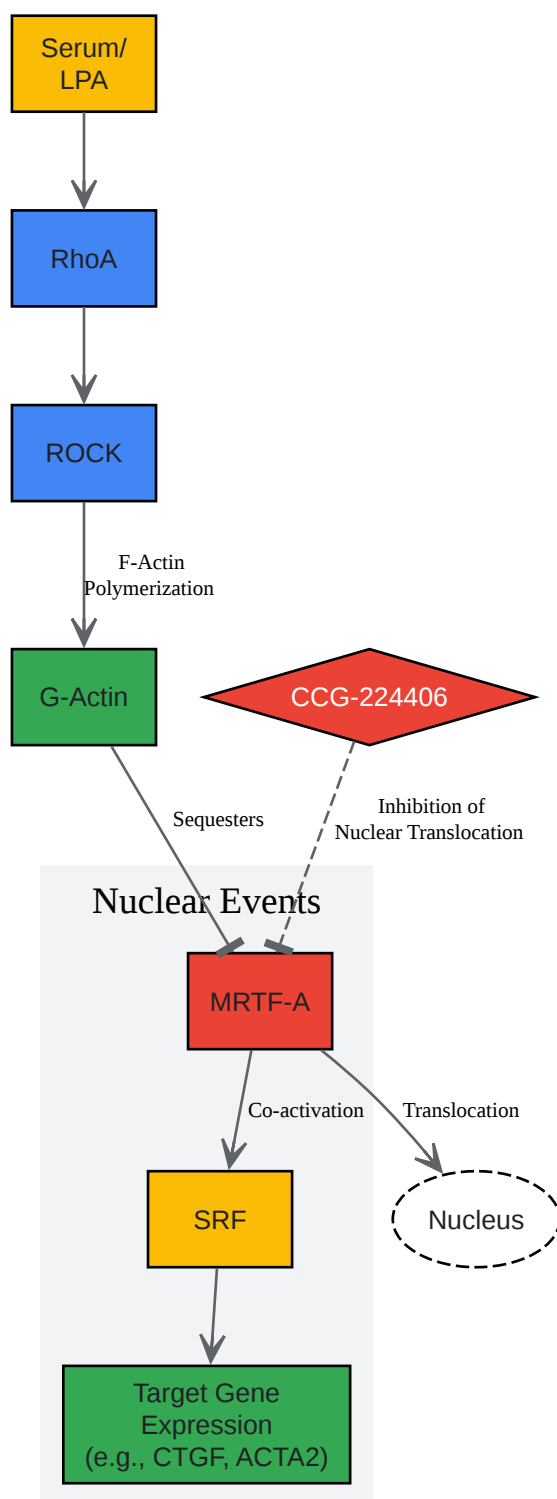 Serum/
LPA
RhoA
ROCK
F-Actin
Polymerization
G-Actin
CCG-224406
Sequesters
Inhibition of
Nuclear Translocation
Nuclear Events
MRTF-A
Co-activation
Translocation
SRF
Nucleus
Target Gene
Expression
(e.g., CTGF, ACTA2)